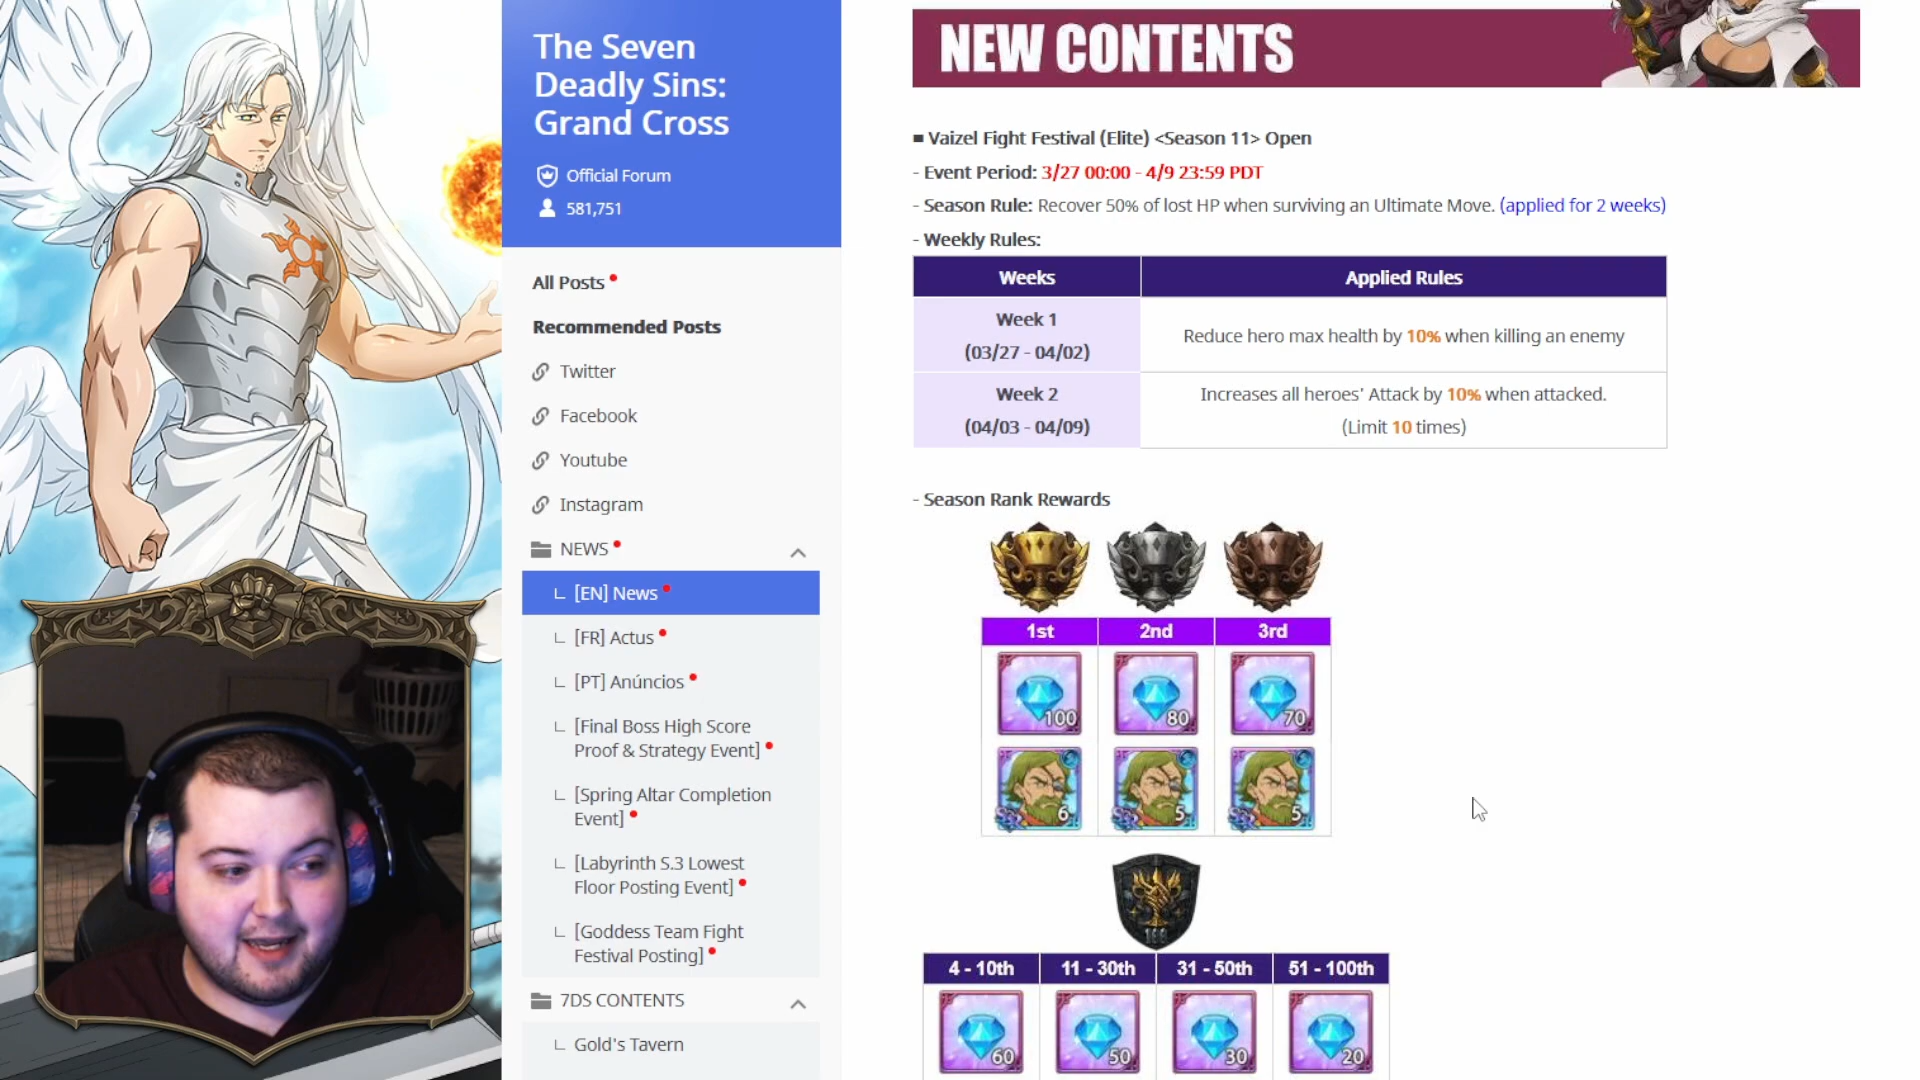 The Seven
Deadly Sins:
Grand Cross
Official Forum
581,751
All Posts
Recommended Posts
Twitter
Facebook
Youtube
Instagram
NEWS
[EN] News
[FR] Actus
[PT] Anúncios
[Final Boss High Score
Proof & Strategy Event]
[Spring Altar Completion
Event]
[Labyrinth S.3 Lowest
Floor Posting Event]
[Goddess Team Fight
Festival Posting]
7DS CONTENTS
Gold's Tavern
NEW CONTENTS
■ Vaizel Fight Festival (Elite) <Season 11> Open
- Event Period: 3/27 00:00 - 4/9 23:59 PDT
- Season Rule: Recover 50% of lost HP when surviving an Ultimate Move. (applied for 2 weeks)
- Weekly Rules:
Weeks Applied Rules
Week 1
(03/27 - 04/02)
Reduce hero max health by 10% when killing an enemy
Week 2
(04/03 - 04/09)
Increases all heroes' Attack by 10% when attacked.
(Limit 10 times)
- Season Rank Rewards
1st 2nd 3rd
100 80 70
SSR SSR SSR
6 5 5
100
4 - 10th 11 - 30th 31 - 50th 51 - 100th
60 50 30 20